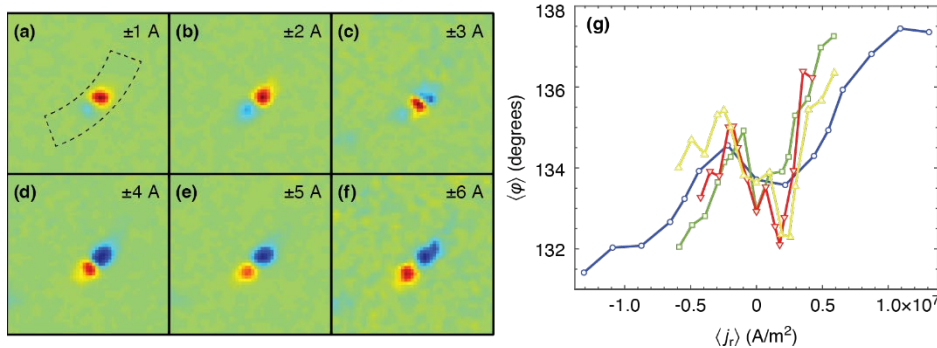 (a) ±1 A
(b) ±2 A
(c) ±3 A
(d) ±4 A
(e) ±5 A
(f) ±6 A
(g)
138
136
134
132
⟨φ⟩ (degrees)
-1.0 -0.5 0 0.5 1.0×10⁷
⟨jᵣ⟩ (A/m²)